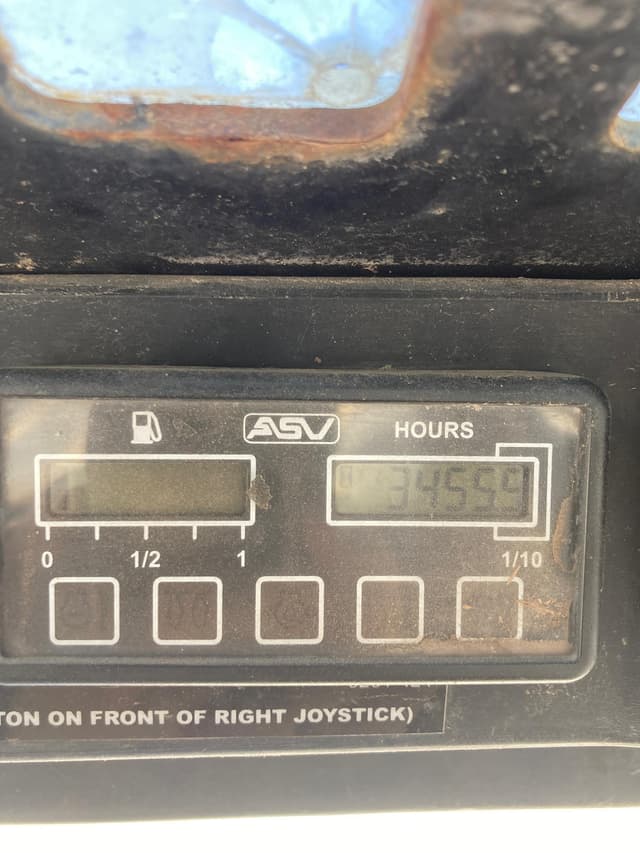 ASV
HOURS
34559
0 1/2 1
1/10
TON ON FRONT OF RIGHT JOYSTICK)